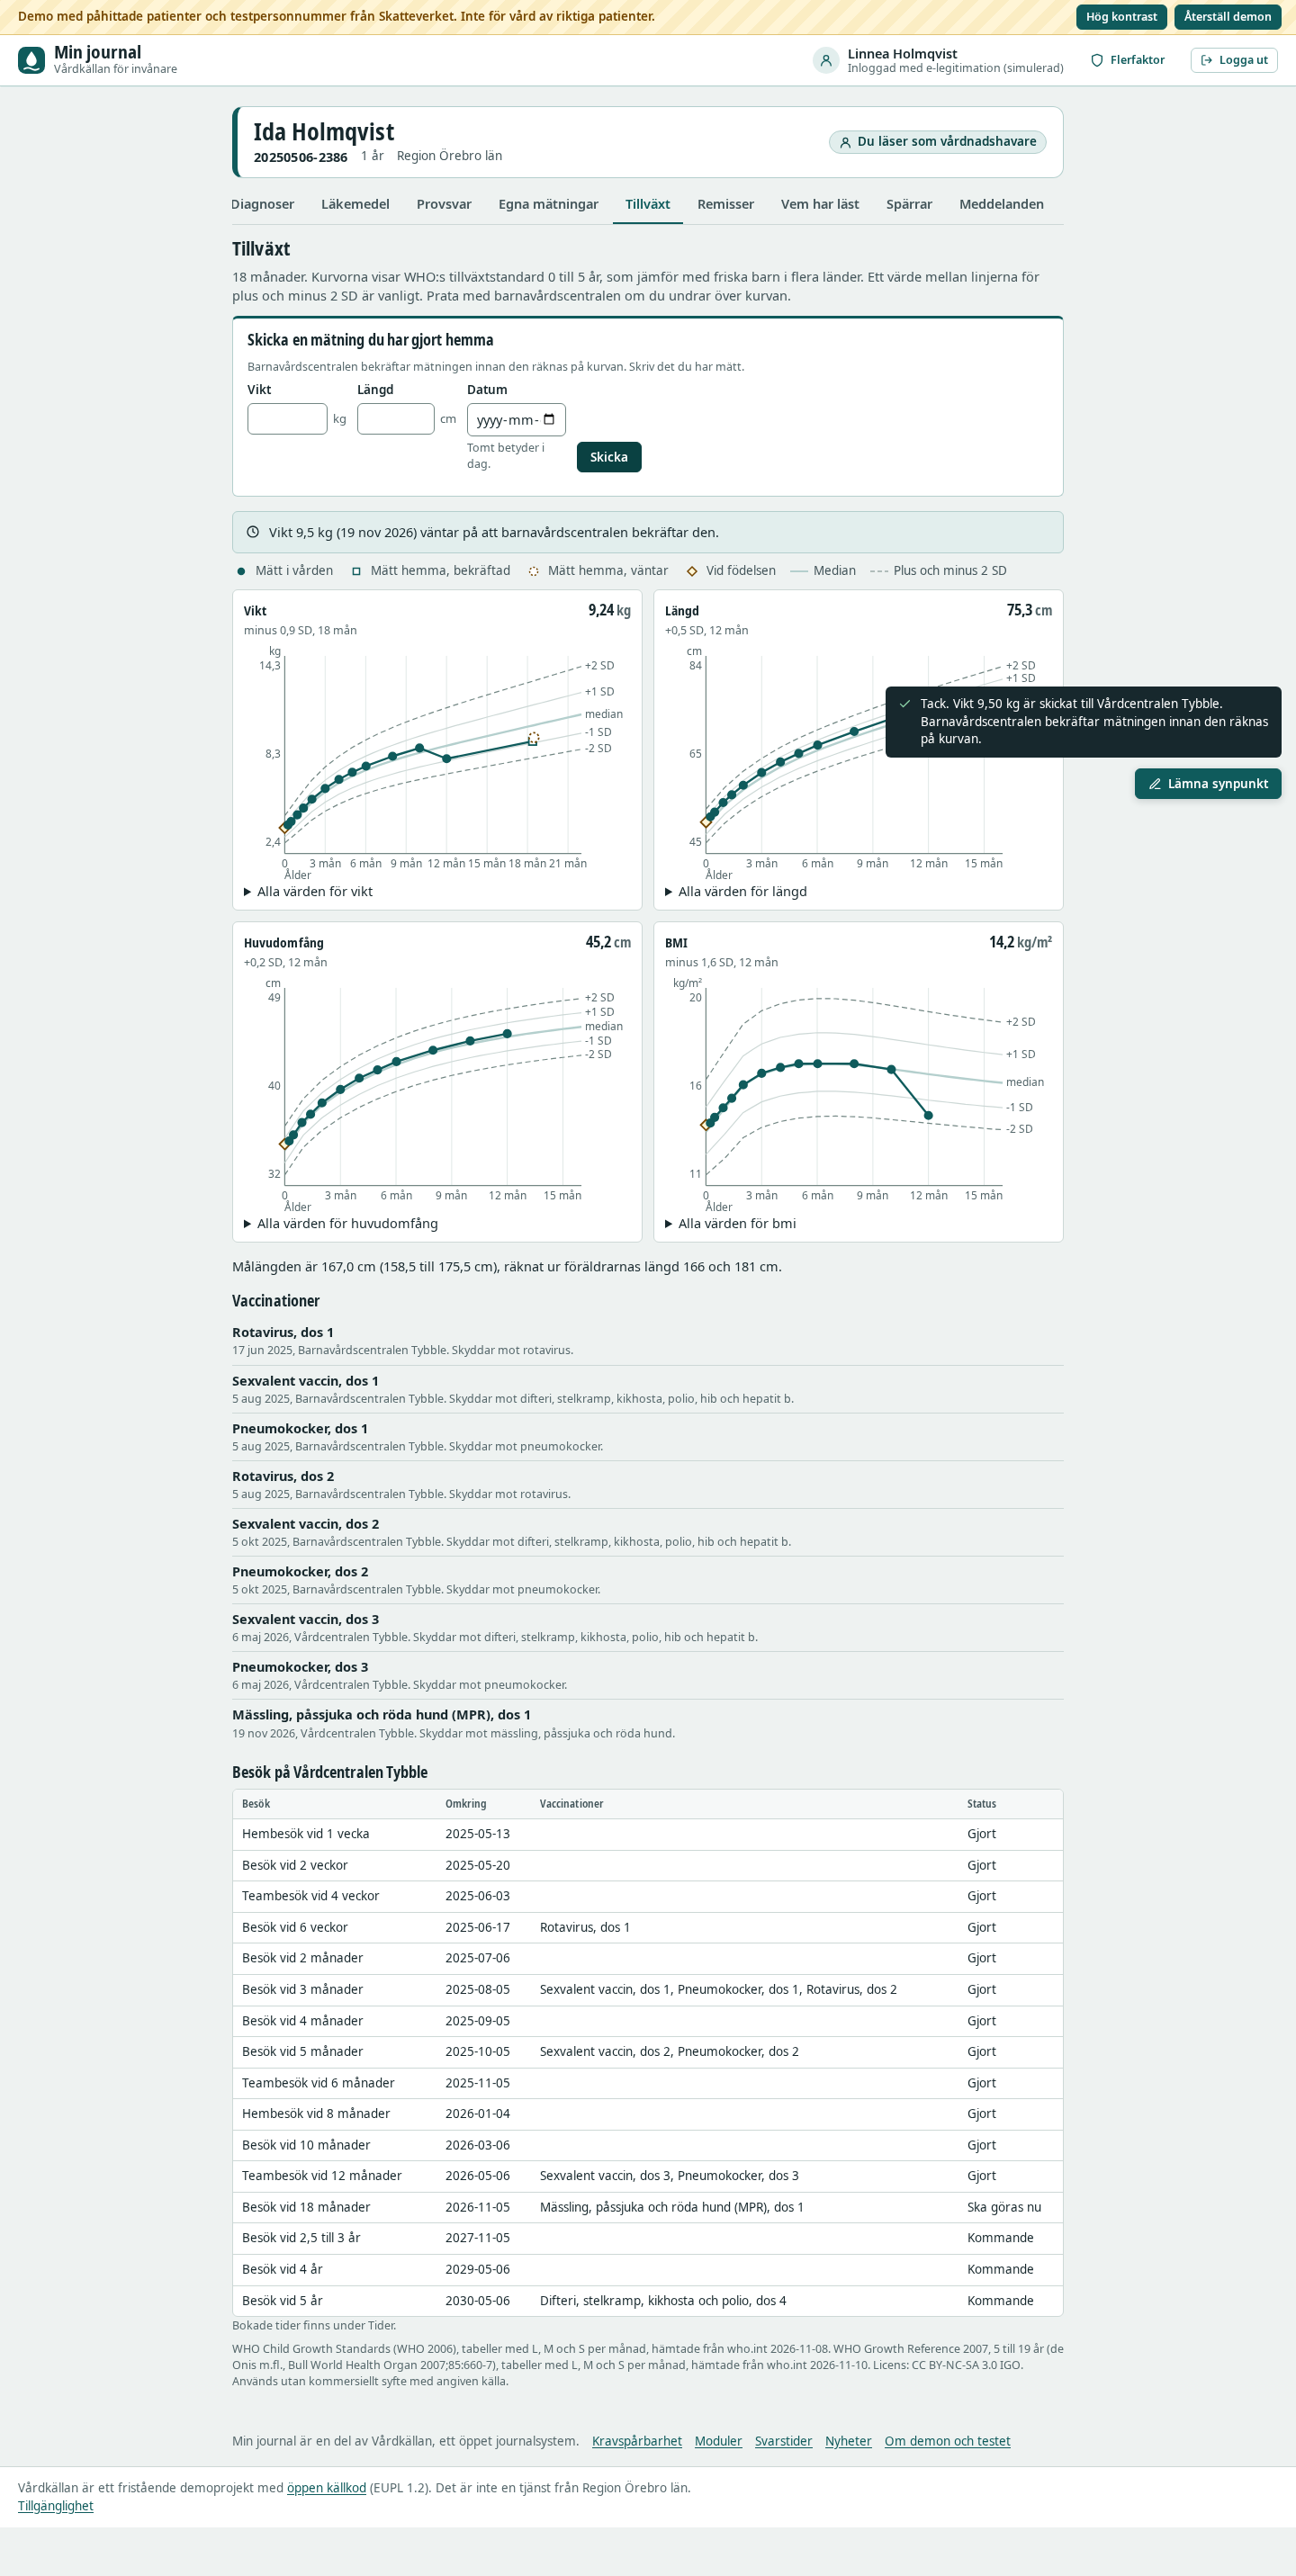 Demo med påhittade patienter och testpersonnummer från Skatteverket. Inte för vård av riktiga patienter.
Hög kontrast
Återställ demon
Min journal
Vårdkällan för invånare
Linnea Holmqvist
Inloggad med e-legitimation (simulerad)
Flerfaktor
Logga ut
Ida Holmqvist
20250506-2386 1 år Region Örebro län
Du läser som vårdnadshavare
Diagnoser Läkemedel Provsvar Egna mätningar Tillväxt Remisser Vem har läst Spärrar Meddelanden
Tillväxt
18 månader. Kurvorna visar WHO:s tillväxtstandard 0 till 5 år, som jämför med friska barn i flera länder. Ett värde mellan linjerna för
plus och minus 2 SD är vanligt. Prata med barnavårdscentralen om du undrar över kurvan.
Skicka en mätning du har gjort hemma
Barnavårdscentralen bekräftar mätningen innan den räknas på kurvan. Skriv det du har mätt.
Vikt Längd Datum
kg cm yyyy-mm-
Tomt betyder i
dag.
Skicka
Vikt 9,5 kg (19 nov 2026) väntar på att barnavårdscentralen bekräftar den.
Mätt i vården Mätt hemma, bekräftad Mätt hemma, väntar Vid födelsen Median Plus och minus 2 SD
Vikt 9,24 kg
minus 0,9 SD, 18 mån
kg
14,3
8,3
2,4
+2 SD
+1 SD
median
-1 SD
-2 SD
0 3 mån 6 mån 9 mån 12 mån 15 mån 18 mån 21 mån
Ålder
Alla värden för vikt
Längd 75,3 cm
+0,5 SD, 12 mån
cm
84
65
45
+2 SD
+1 SD
0 3 mån 6 mån 9 mån 12 mån 15 mån
Ålder
Alla värden för längd
Tack. Vikt 9,50 kg är skickat till Vårdcentralen Tybble.
Barnavårdscentralen bekräftar mätningen innan den räknas
på kurvan.
Lämna synpunkt
Huvudomfång 45,2 cm
+0,2 SD, 12 mån
cm
49
40
32
+2 SD
+1 SD
median
-1 SD
-2 SD
0 3 mån 6 mån 9 mån 12 mån 15 mån
Ålder
Alla värden för huvudomfång
BMI 14,2 kg/m²
minus 1,6 SD, 12 mån
kg/m²
20
16
11
+2 SD
+1 SD
median
-1 SD
-2 SD
0 3 mån 6 mån 9 mån 12 mån 15 mån
Ålder
Alla värden för bmi
Målängden är 167,0 cm (158,5 till 175,5 cm), räknat ur föräldrarnas längd 166 och 181 cm.
Vaccinationer
Rotavirus, dos 1
17 jun 2025, Barnavårdscentralen Tybble. Skyddar mot rotavirus.
Sexvalent vaccin, dos 1
5 aug 2025, Barnavårdscentralen Tybble. Skyddar mot difteri, stelkramp, kikhosta, polio, hib och hepatit b.
Pneumokocker, dos 1
5 aug 2025, Barnavårdscentralen Tybble. Skyddar mot pneumokocker.
Rotavirus, dos 2
5 aug 2025, Barnavårdscentralen Tybble. Skyddar mot rotavirus.
Sexvalent vaccin, dos 2
5 okt 2025, Barnavårdscentralen Tybble. Skyddar mot difteri, stelkramp, kikhosta, polio, hib och hepatit b.
Pneumokocker, dos 2
5 okt 2025, Barnavårdscentralen Tybble. Skyddar mot pneumokocker.
Sexvalent vaccin, dos 3
6 maj 2026, Vårdcentralen Tybble. Skyddar mot difteri, stelkramp, kikhosta, polio, hib och hepatit b.
Pneumokocker, dos 3
6 maj 2026, Vårdcentralen Tybble. Skyddar mot pneumokocker.
Mässling, påssjuka och röda hund (MPR), dos 1
19 nov 2026, Vårdcentralen Tybble. Skyddar mot mässling, påssjuka och röda hund.
Besök på Vårdcentralen Tybble
Besök Omkring Vaccinationer Status
Hembesök vid 1 vecka 2025-05-13 Gjort
Besök vid 2 veckor 2025-05-20 Gjort
Teambesök vid 4 veckor 2025-06-03 Gjort
Besök vid 6 veckor 2025-06-17 Rotavirus, dos 1 Gjort
Besök vid 2 månader 2025-07-06 Gjort
Besök vid 3 månader 2025-08-05 Sexvalent vaccin, dos 1, Pneumokocker, dos 1, Rotavirus, dos 2 Gjort
Besök vid 4 månader 2025-09-05 Gjort
Besök vid 5 månader 2025-10-05 Sexvalent vaccin, dos 2, Pneumokocker, dos 2 Gjort
Teambesök vid 6 månader 2025-11-05 Gjort
Hembesök vid 8 månader 2026-01-04 Gjort
Besök vid 10 månader 2026-03-06 Gjort
Teambesök vid 12 månader 2026-05-06 Sexvalent vaccin, dos 3, Pneumokocker, dos 3 Gjort
Besök vid 18 månader 2026-11-05 Mässling, påssjuka och röda hund (MPR), dos 1 Ska göras nu
Besök vid 2,5 till 3 år 2027-11-05 Kommande
Besök vid 4 år 2029-05-06 Kommande
Besök vid 5 år 2030-05-06 Difteri, stelkramp, kikhosta och polio, dos 4 Kommande
Bokade tider finns under Tider.
WHO Child Growth Standards (WHO 2006), tabeller med L, M och S per månad, hämtade från who.int 2026-11-08. WHO Growth Reference 2007, 5 till 19 år (de
Onis m.fl., Bull World Health Organ 2007;85:660-7), tabeller med L, M och S per månad, hämtade från who.int 2026-11-10. Licens: CC BY-NC-SA 3.0 IGO.
Används utan kommersiellt syfte med angiven källa.
Min journal är en del av Vårdkällan, ett öppet journalsystem. Kravspårbarhet Moduler Svarstider Nyheter Om demon och testet
Vårdkällan är ett fristående demoprojekt med öppen källkod (EUPL 1.2). Det är inte en tjänst från Region Örebro län.
Tillgänglighet